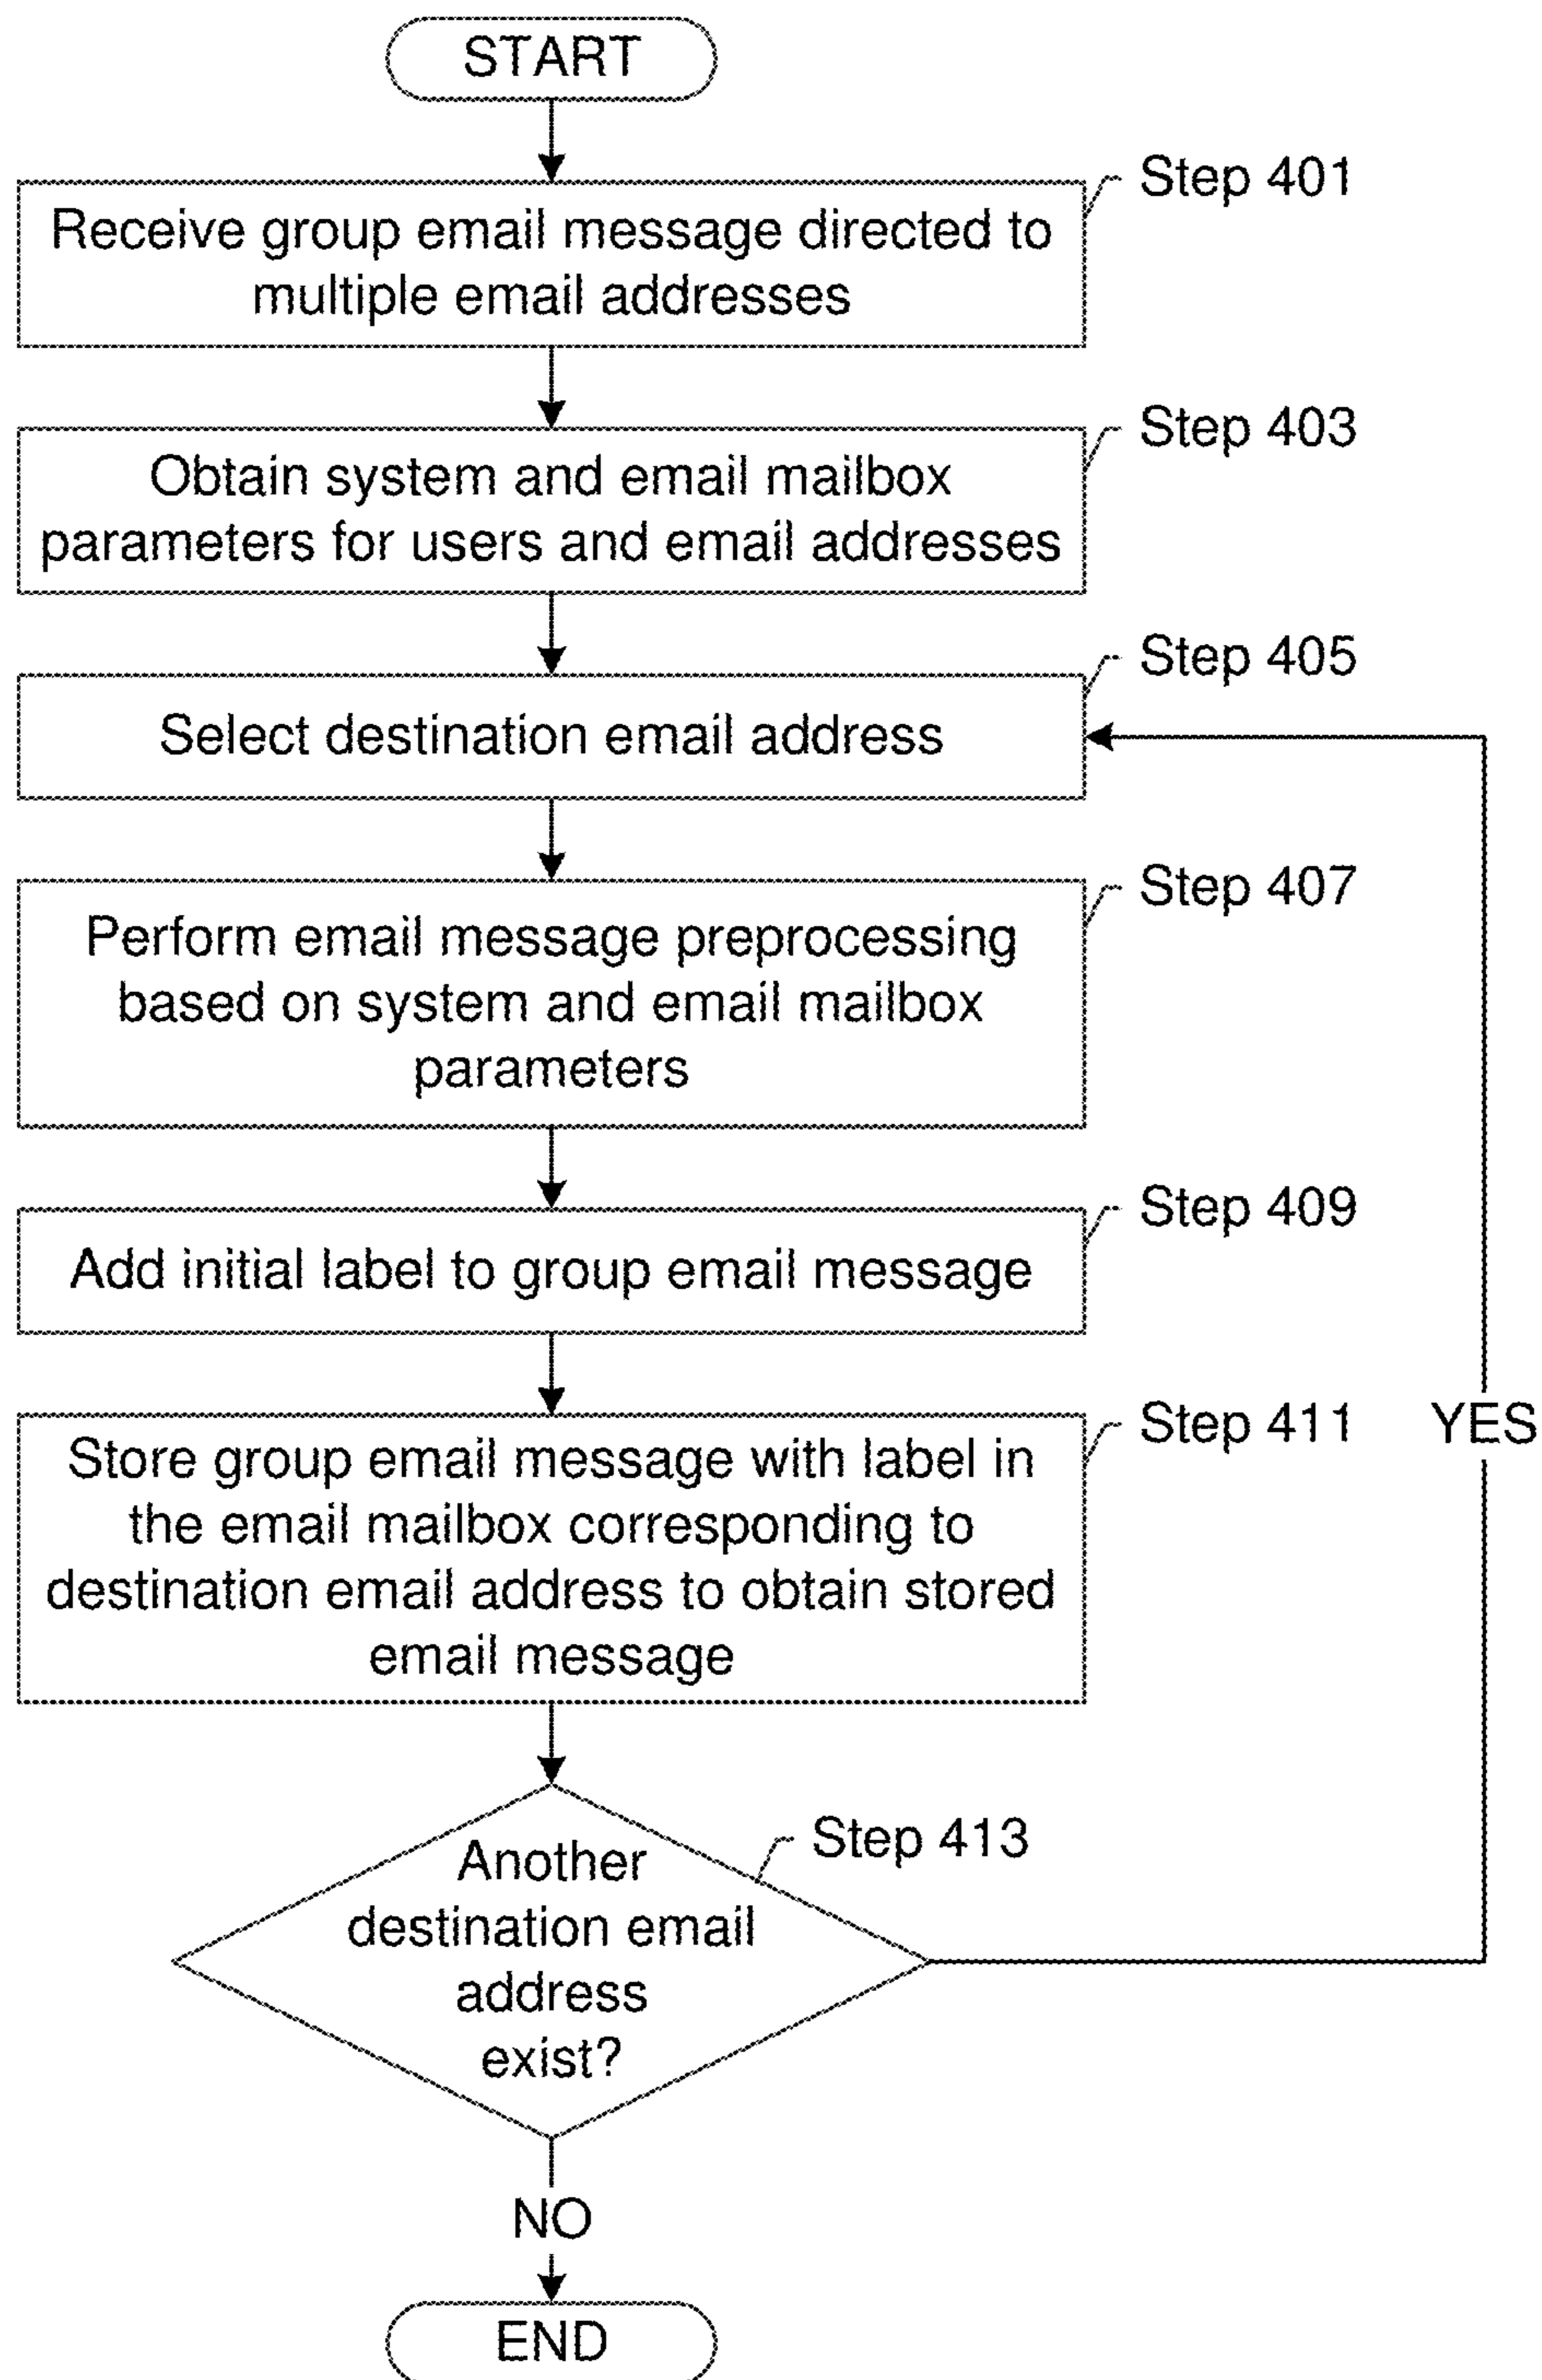 START
Step 401
Receive group email message directed to
multiple email addresses
Step 403
Obtain system and email mailbox
parameters for users and email addresses
Step 405
Select destination email address
Step 407
Perform email message preprocessing
based on system and email mailbox
parameters
Step 409
Add initial label to group email message
Step 411
YES
Store group email message with label in
the email mailbox corresponding to
destination email address to obtain stored
email message
Step 413
Another
destination email
address
exist?
NO
END